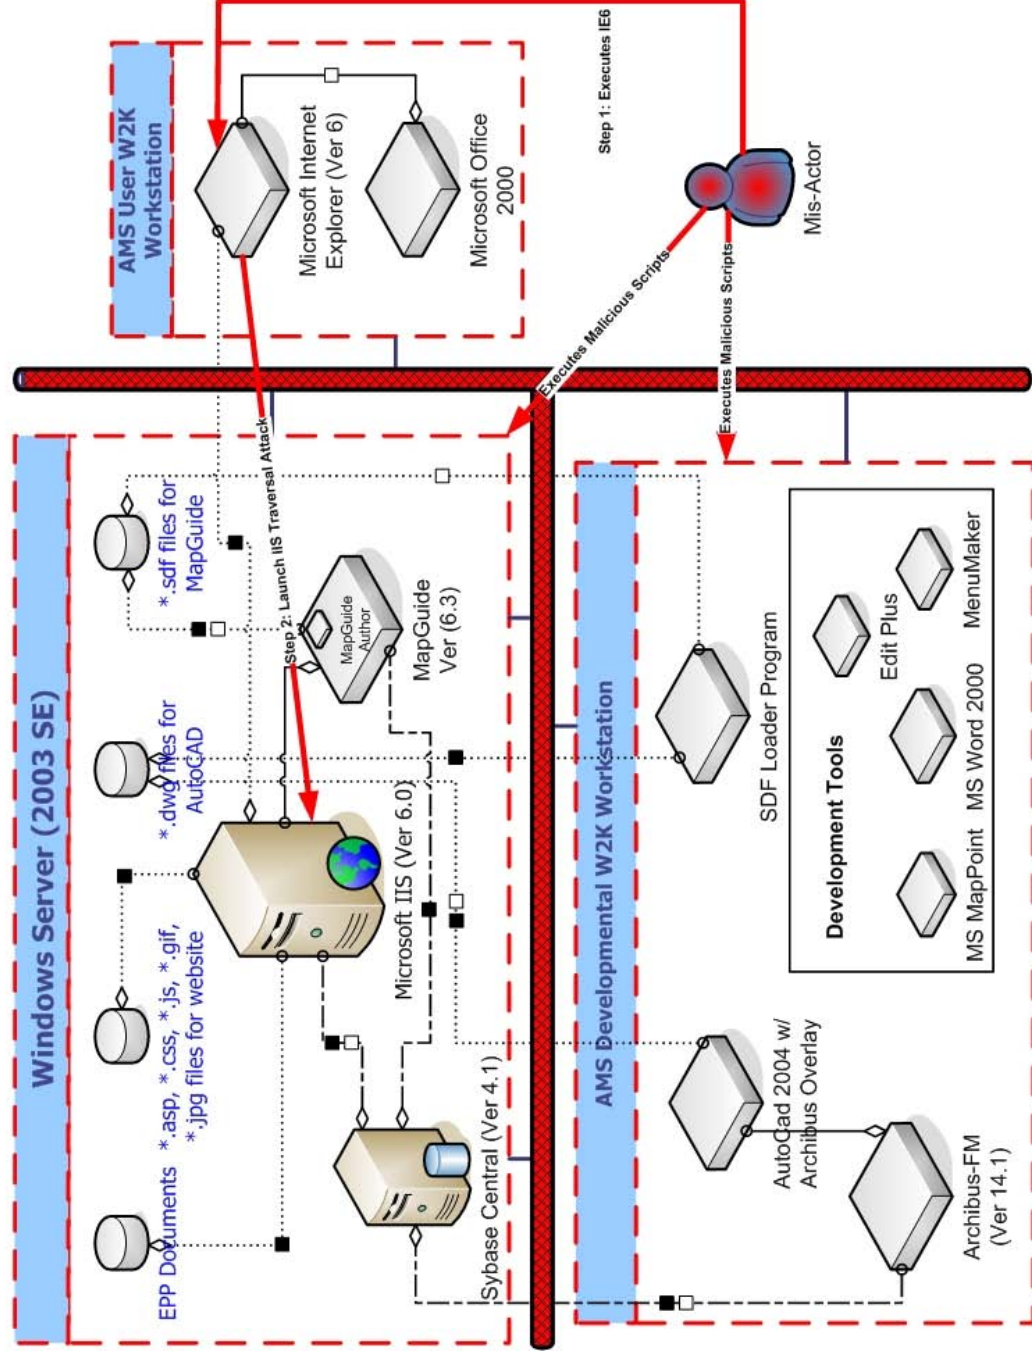 Windows Server (2003 SE)
EPP Documents
*.asp, *.css, *.js, *.gif,
*.jpg files for website
*.dwg files for
AutoCAD
*.sdf files for
MapGuide
Microsoft IIS (Ver 6.0)
Sybase Central (Ver 4.1)
MapGuide
Author
MapGuide
Ver (6.3)
Step 2: Launch IIS Traversal Attack
AMS User W2K
Workstation
Microsoft Internet
Explorer (Ver 6)
Microsoft Office
2000
Step 1: Executes IE6
Executes Malicious Scripts
Executes Malicious Scripts
Mis-Actor
AMS Developmental W2K Workstation
AutoCad 2004 w/
Archibus Overlay
Archibus-FM
(Ver 14.1)
SDF Loader Program
Development Tools
Edit Plus
MS MapPoint
MS Word 2000
MenuMaker